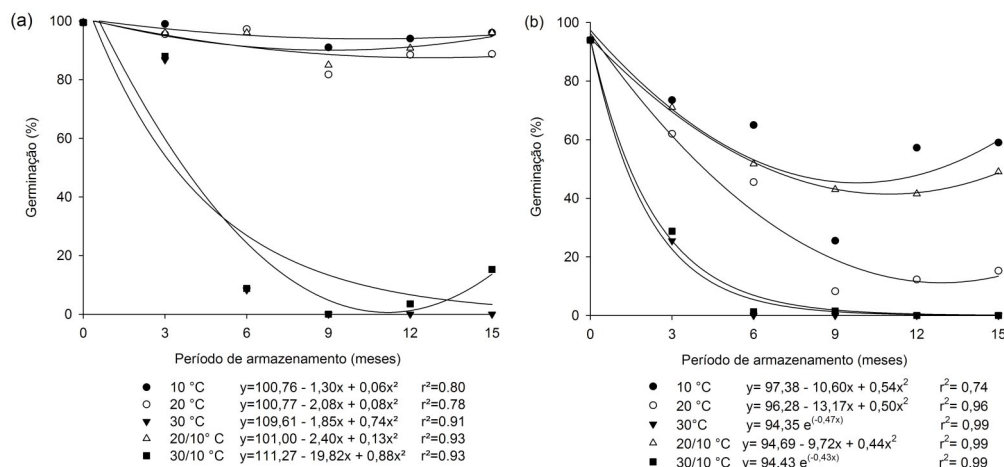 (a)
100
80
60
40
20
0
Germinação (%)
0 3 6 9 12 15
Período de armazenamento (meses)
10 °C y=100,76 - 1,30x + 0,06x² r²=0.80
20 °C y=100,77 - 2,08x + 0,08x² r²=0.78
30 °C y=109,61 - 1,85x + 0,74x² r²=0.91
20/10° C y=101,00 - 2,40x + 0,13x² r²=0.93
30/10 °C y=111,27 - 19,82x + 0,88x² r²=0.93
(b)
100
80
60
40
20
0
Germinação (%)
0 3 6 9 12 15
Período de armazenamento (meses)
10 °C y= 97,38 - 10,60x + 0,54x² r²= 0,74
20 °C y= 96,28 - 13,17x + 0,50x² r²= 0,96
30°C y= 94,35 e(-0,47x) r²= 0,99
20/10 °C y= 94,69 - 9,72x + 0,44x² r²= 0,99
30/10 °C y= 94,43 e(-0,43x) r²= 0,99